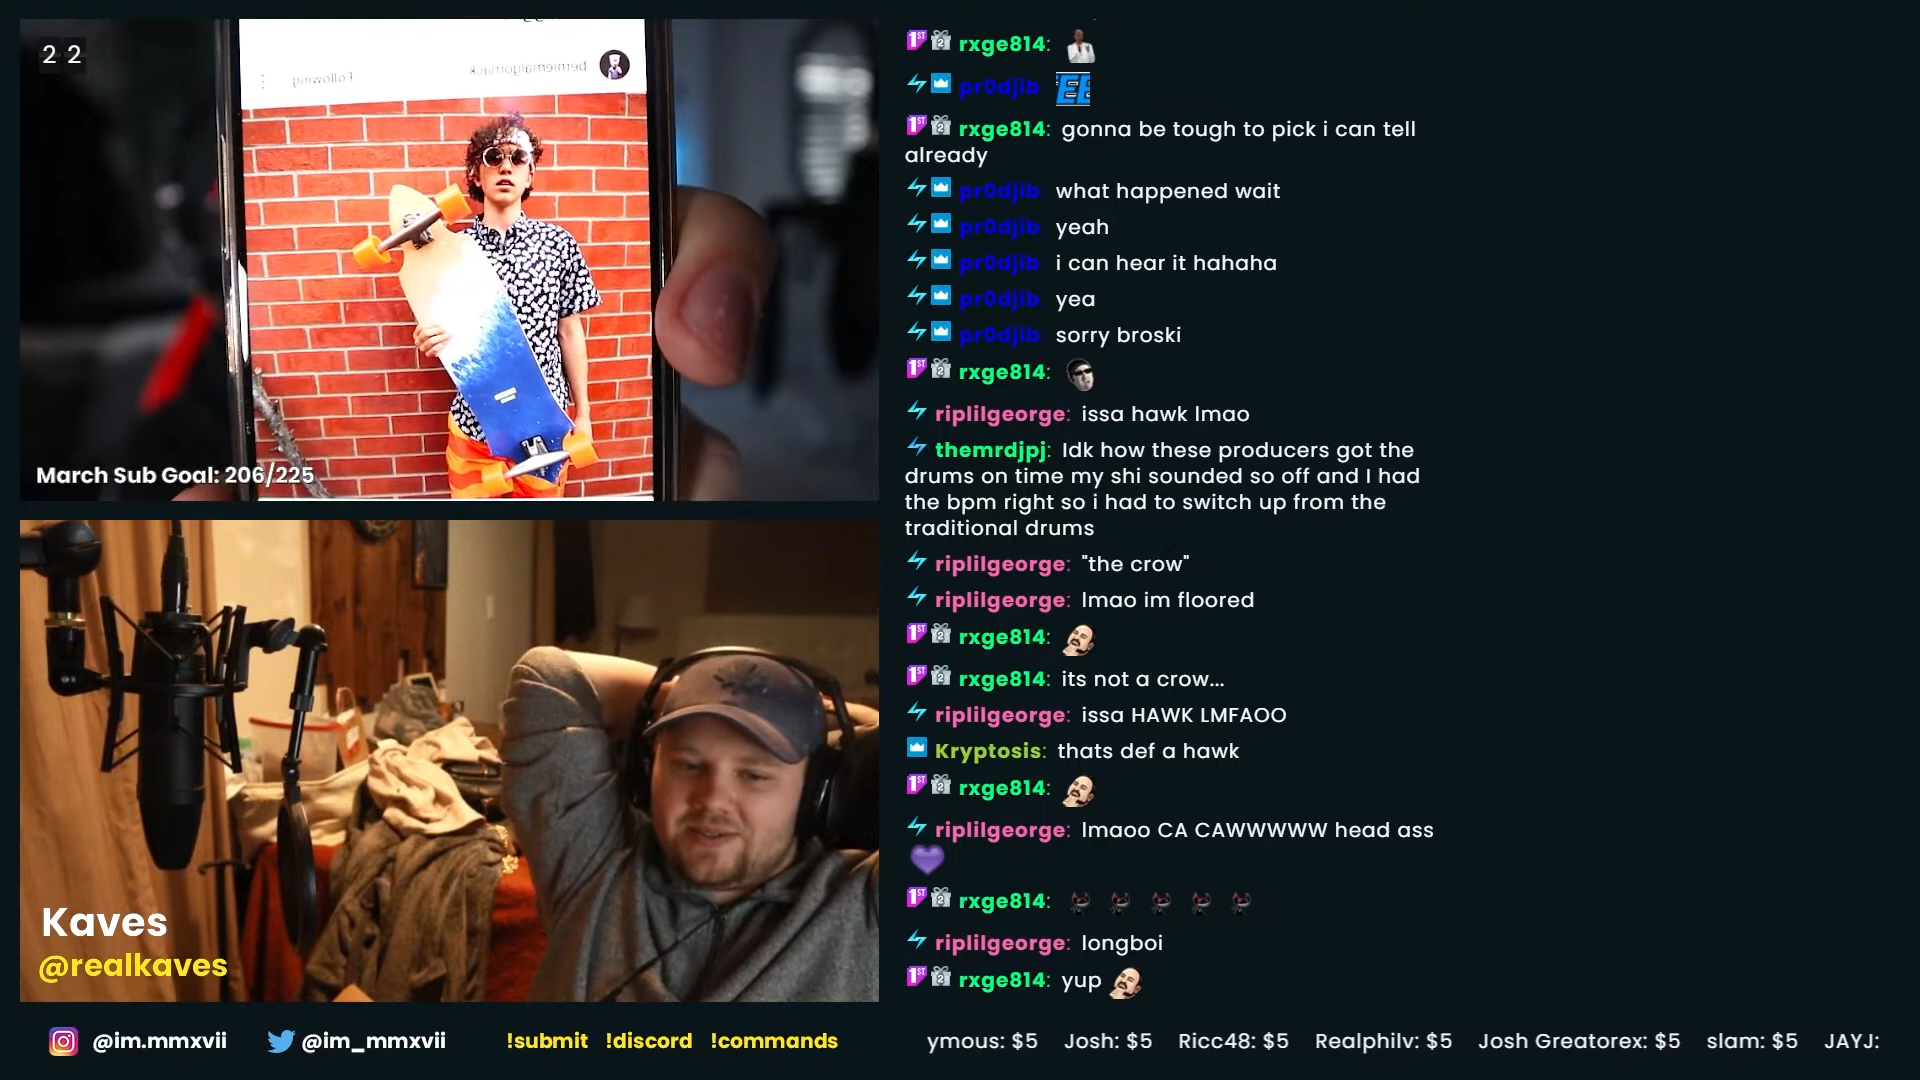 2 2
Following
berniemalgornack
March Sub Goal: 206/225
Kaves
@realkaves
rxge814:
pr0djib:
EE
rxge814: gonna be tough to pick i can tell
already
pr0djib: what happened wait
pr0djib: yeah
pr0djib: i can hear it hahaha
pr0djib: yea
pr0djib: sorry broski
rxge814:
riplilgeorge: issa hawk lmao
themrdjpj: Idk how these producers got the
drums on time my shi sounded so off and I had
the bpm right so i had to switch up from the
traditional drums
riplilgeorge: "the crow"
riplilgeorge: lmao im floored
rxge814:
rxge814: its not a crow...
riplilgeorge: issa HAWK LMFAOO
Kryptosis: thats def a hawk
rxge814:
riplilgeorge: lmaoo CA CAWWWWW head ass
rxge814:
riplilgeorge: longboi
rxge814: yup
@im.mmxvii @im_mmxvii !submit !discord !commands
ymous: $5 Josh: $5 Ricc48: $5 Realphilv: $5 Josh Greatorex: $5 slam: $5 JAYJ: